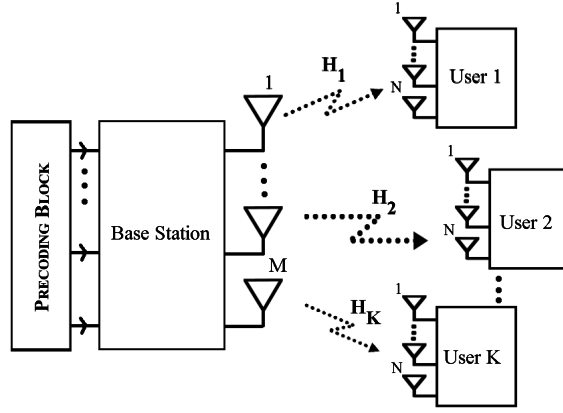 PRECODING BLOCK
Base Station
1
M
H1
H2
HK
1
N
User 1
1
N
User 2
1
N
User K